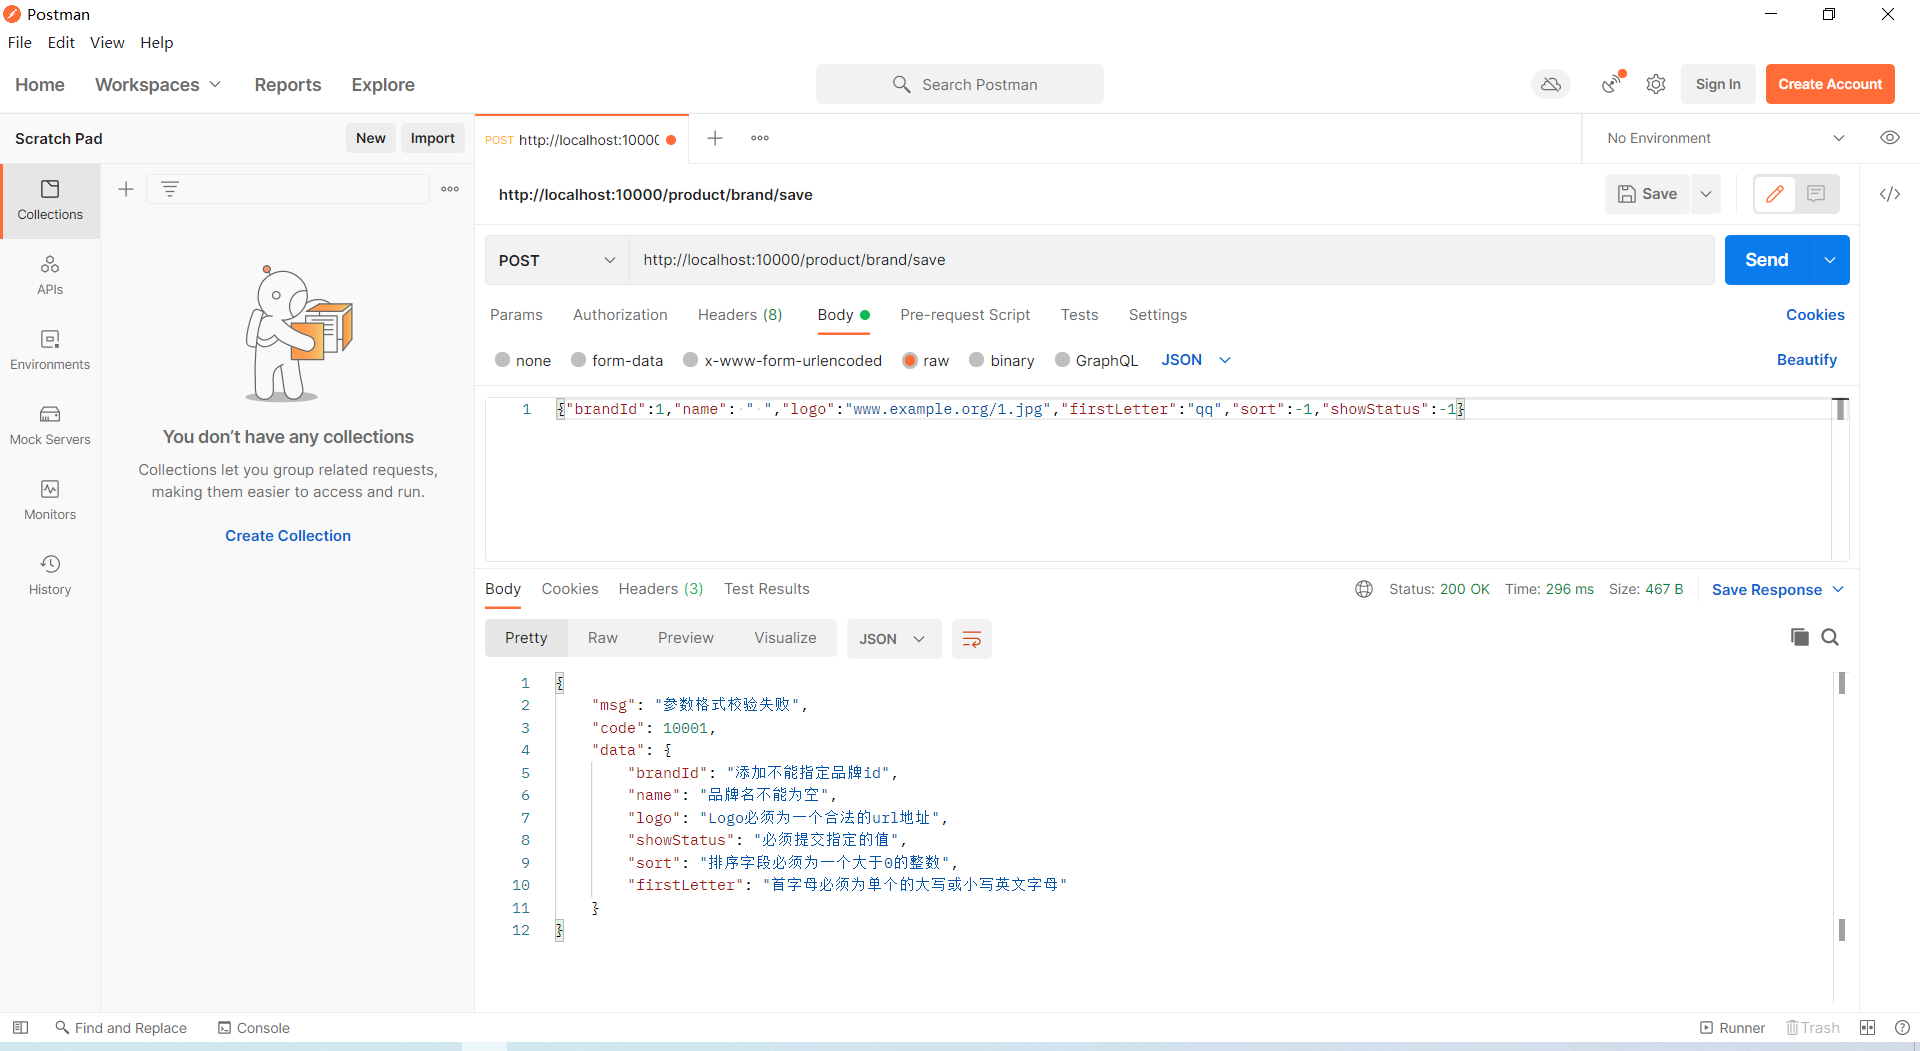 Postman
File Edit View Help
Home Workspaces Reports Explore
Search Postman
Sign In
Create Account
Scratch Pad
New
Import
POST http://localhost:1000(
No Environment
Collections
APIs
Environments
Mock Servers
Monitors
History
You don’t have any collections
Collections let you group related requests,
making them easier to access and run.
Create Collection
http://localhost:10000/product/brand/save
Save
POST
http://localhost:10000/product/brand/save
Send
Params Authorization Headers (8) Body Pre-request Script Tests Settings
Cookies
none form-data x-www-form-urlencoded raw binary GraphQL JSON
Beautify
1 {"brandId":1,"name": " ","logo":"www.example.org/1.jpg","firstLetter":"qq","sort":-1,"showStatus":-1}
Body Cookies Headers (3) Test Results
Status: 200 OK Time: 296 ms Size: 467 B
Save Response
Pretty Raw Preview Visualize JSON
1 {
2 "msg": "参数格式校验失败",
3 "code": 10001,
4 "data": {
5 "brandId": "添加不能指定品牌id",
6 "name": "品牌名不能为空",
7 "logo": "Logo必须为一个合法的url地址",
8 "showStatus": "必须提交指定的值",
9 "sort": "排序字段必须为一个大于0的整数",
10 "firstLetter": "首字母必须为单个的大写或小写英文字母"
11 }
12 }
Find and Replace
Console
Runner
Trash